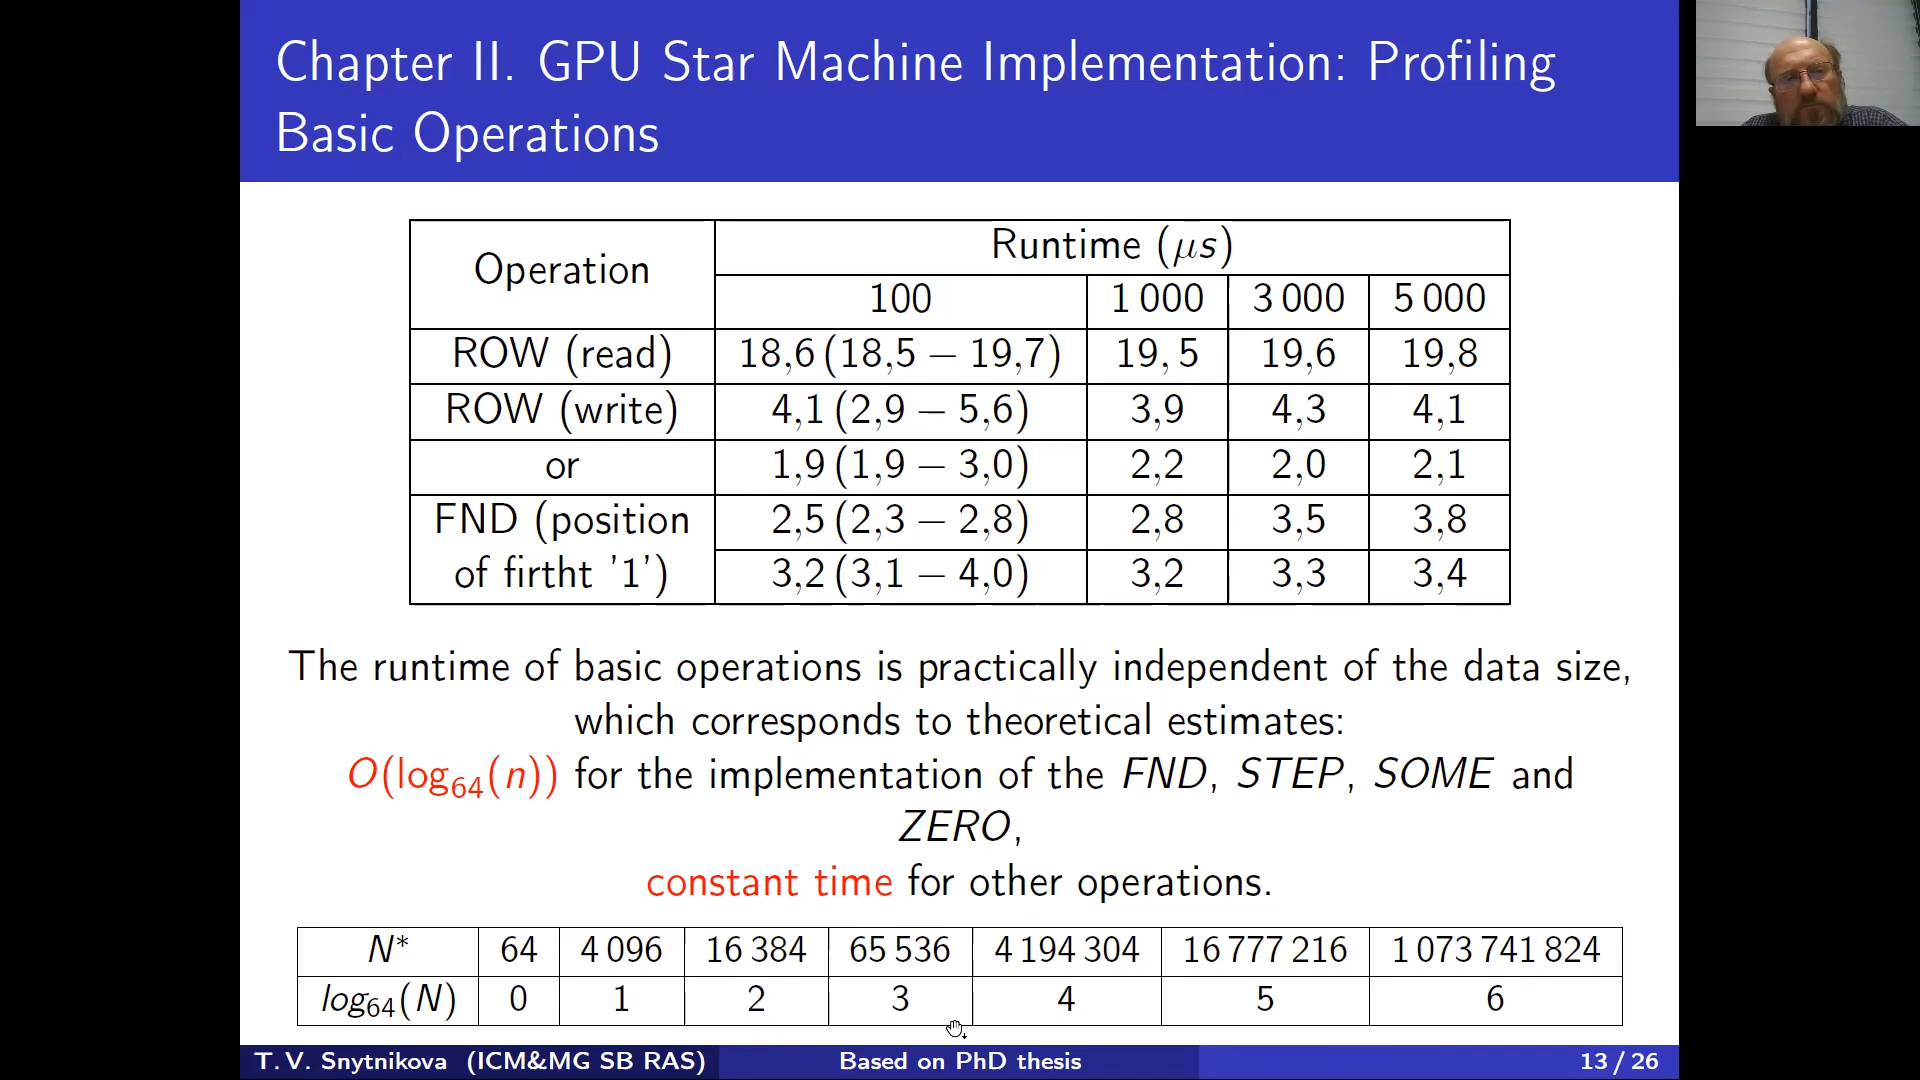 Chapter II. GPU Star Machine Implementation: Profiling
Basic Operations
Operation
Runtime (μs)
100 1 000 3 000 5 000
ROW (read) 18,6 (18,5 − 19,7) 19, 5 19,6 19,8
ROW (write) 4,1 (2,9 − 5,6) 3,9 4,3 4,1
or 1,9 (1,9 − 3,0) 2,2 2,0 2,1
FND (position 2,5 (2,3 − 2,8) 2,8 3,5 3,8
of firtht '1') 3,2 (3,1 − 4,0) 3,2 3,3 3,4
The runtime of basic operations is practically independent of the data size,
which corresponds to theoretical estimates:
O(log₆₄(n)) for the implementation of the FND, STEP, SOME and
ZERO,
constant time for other operations.
N* 64 4 096 16 384 65 536 4 194 304 16 777 216 1 073 741 824
log₆₄(N) 0 1 2 3 4 5 6
T. V. Snytnikova (ICM&MG SB RAS) Based on PhD thesis 13 / 26